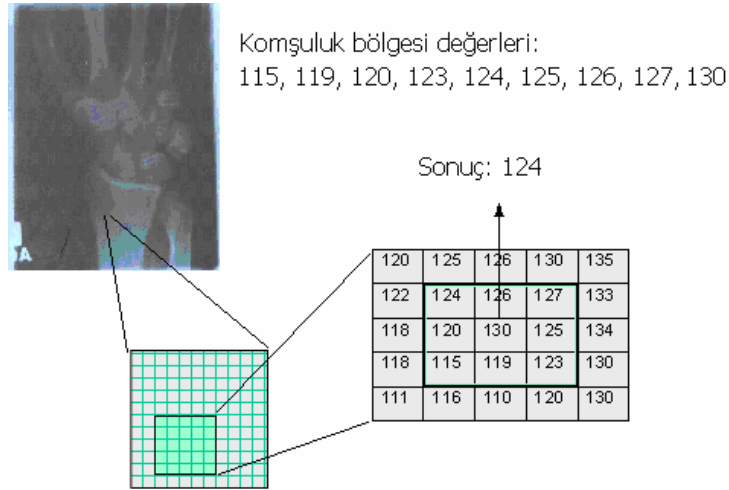 Komşuluk bölgesi değerleri:
115, 119, 120, 123, 124, 125, 126, 127, 130
Sonuç: 124
120 125 126 130 135
122 124 126 127 133
118 120 130 125 134
118 115 119 123 130
111 116 110 120 130